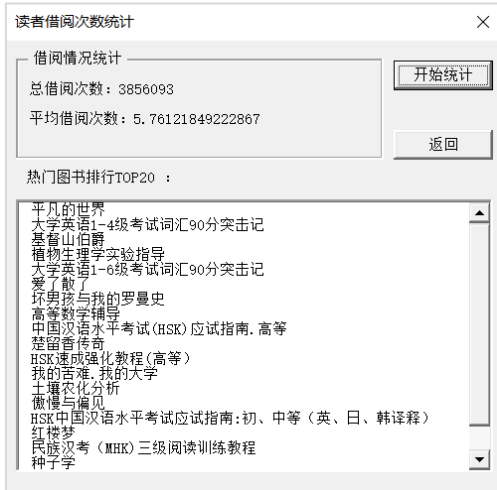 读者借阅次数统计
借阅情况统计
总借阅次数：3856093
平均借阅次数：5.76121849222867
开始统计
返回
热门图书排行TOP20 ：
平凡的世界
大学英语1-4级考试词汇90分突击记
基督山伯爵
植物生理学实验指导
大学英语1-6级考试词汇90分突击记
爱了散了
坏男孩与我的罗曼史
高等数学辅导
中国汉语水平考试(HSK)应试指南.高等
楚留香传奇
HSK速成强化教程(高等)
我的苦难.我的大学
土壤农化分析
傲慢与偏见
HSK中国汉语水平考试应试指南:初、中等（英、日、韩译释）
红楼梦
民族汉考（MHK)三级阅读训练教程
种子学